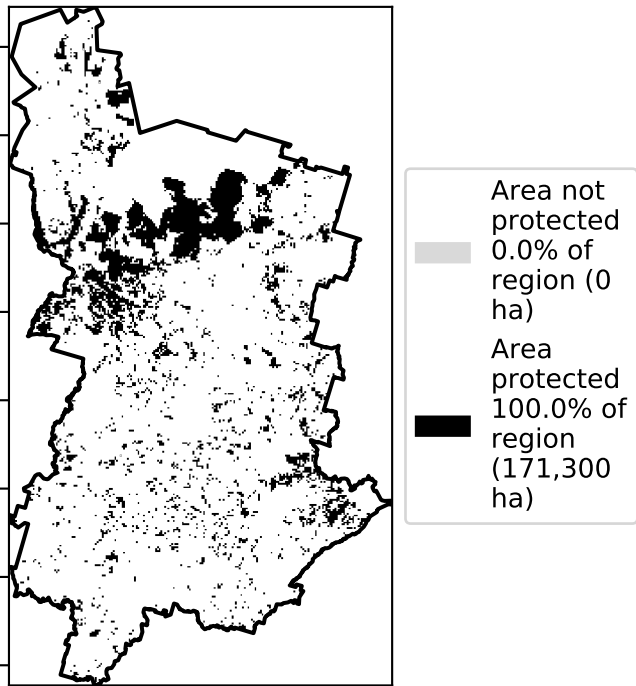 Area not
protected
0.0% of
region (0
ha)
Area
protected
100.0% of
region
(171,300
ha)